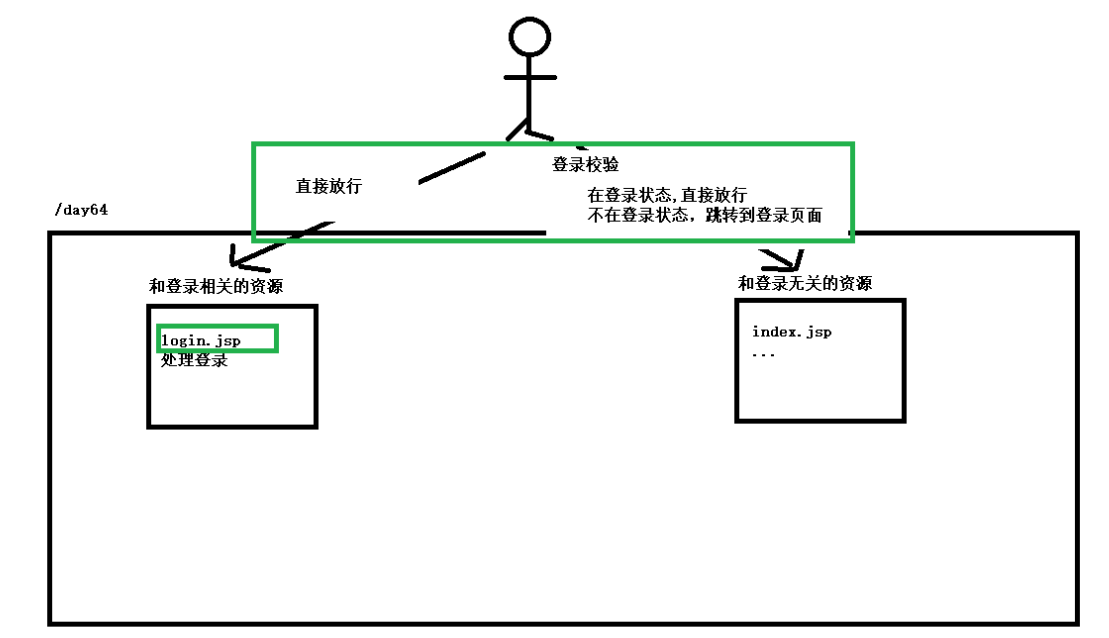 登录校验
直接放行
在登录状态,直接放行
不在登录状态，跳转到登录页面
/day64
和登录相关的资源
login.jsp
处理登录
和登录无关的资源
index.jsp
...